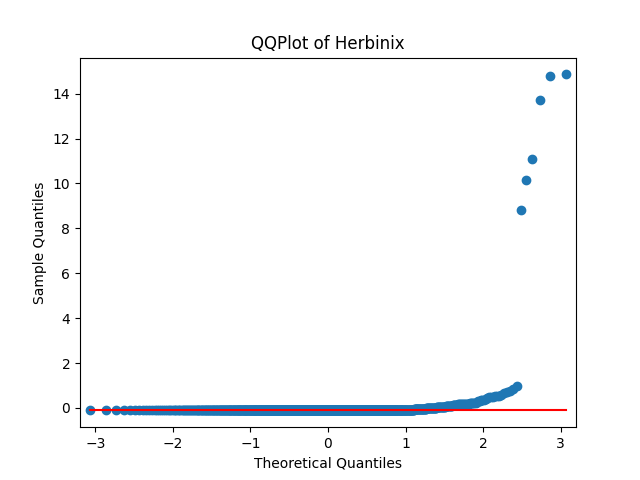 QQPlot of Herbinix
Sample Quantiles
14
12
10
8
6
4
2
0
−3 −2 −1 0 1 2 3
Theoretical Quantiles